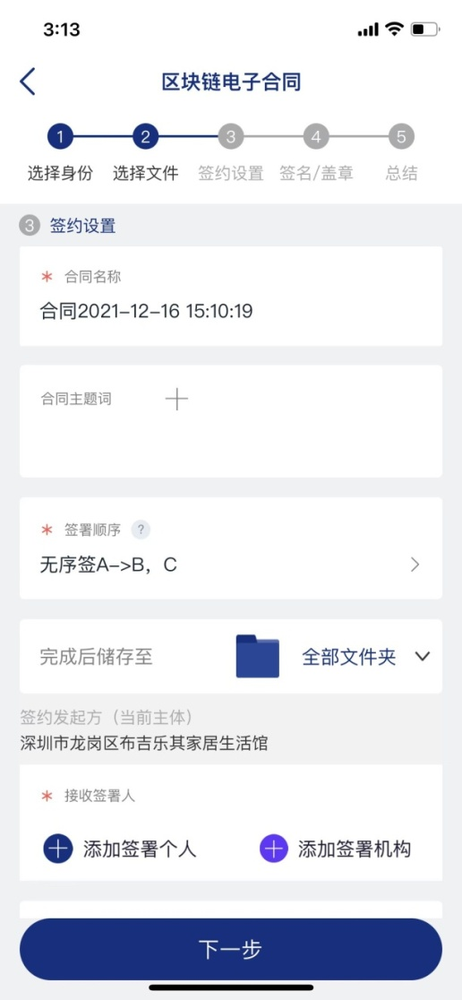 3:13
区块链电子合同
1 2 3 4 5
选择身份 选择文件 签约设置 签名/盖章 总结
3 签约设置
* 合同名称
合同2021-12-16 15:10:19
合同主题词
* 签署顺序 ?
无序签A->B，C
完成后储存至 全部文件夹
签约发起方（当前主体）
深圳市龙岗区布吉乐其家居生活馆
* 接收签署人
添加签署个人 添加签署机构
下一步